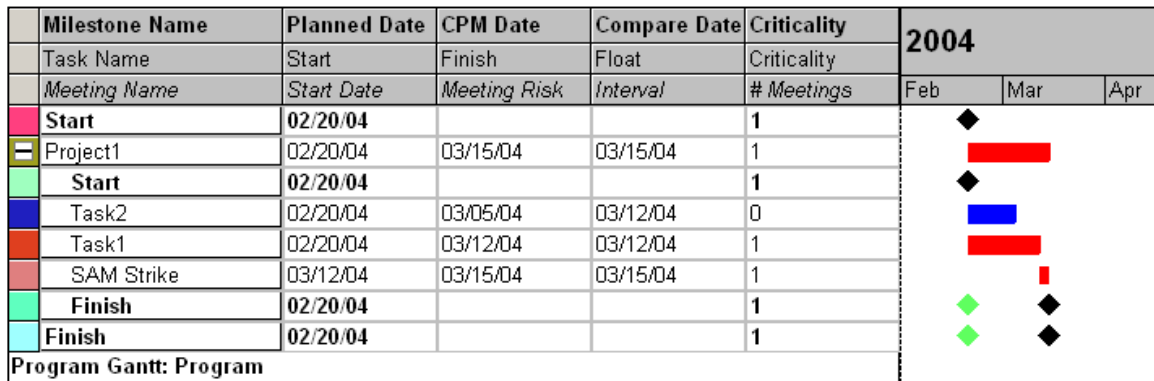 Milestone Name Planned Date CPM Date Compare Date Criticality 2004
Task Name Start Finish Float Criticality
Meeting Name Start Date Meeting Risk Interval # Meetings Feb Mar Apr
Start 02/20/04 1
Project1 02/20/04 03/15/04 03/15/04 1
Start 02/20/04 1
Task2 02/20/04 03/05/04 03/12/04 0
Task1 02/20/04 03/12/04 03/12/04 1
SAM Strike 03/12/04 03/15/04 03/15/04 1
Finish 02/20/04 1
Finish 02/20/04 1
Program Gantt: Program